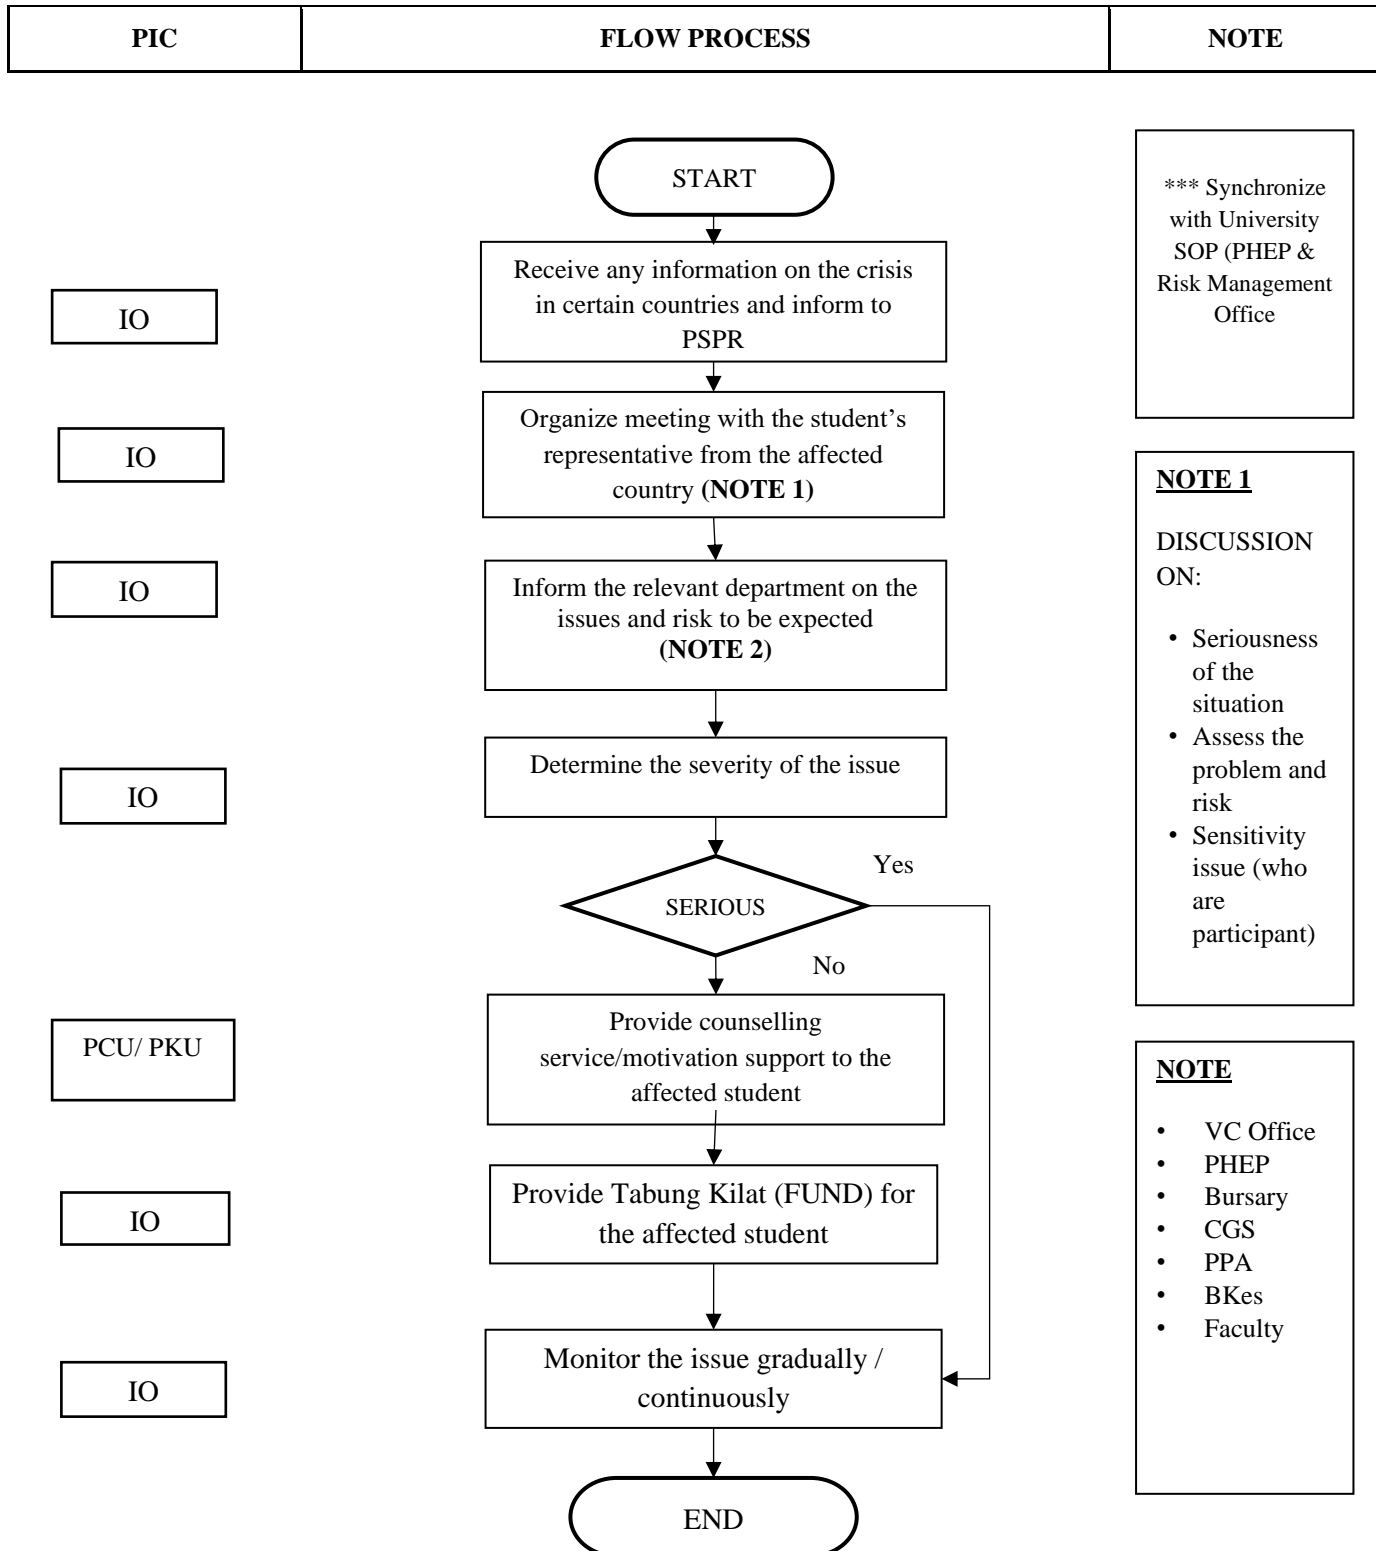 PIC
FLOW PROCESS
NOTE
START
IO
Receive any information on the crisis
in certain countries and inform to
PSPR
IO
Organize meeting with the student’s
representative from the affected
country (NOTE 1)
IO
Inform the relevant department on the
issues and risk to be expected
(NOTE 2)
IO
Determine the severity of the issue
SERIOUS
Yes
No
PCU/ PKU
Provide counselling
service/motivation support to the
affected student
IO
Provide Tabung Kilat (FUND) for
the affected student
IO
Monitor the issue gradually /
continuously
END
*** Synchronize
with University
SOP (PHEP &
Risk Management
Office
NOTE 1
DISCUSSION
ON:
• Seriousness
of the
situation
• Assess the
problem and
risk
• Sensitivity
issue (who
are
participant)
NOTE
• VC Office
• PHEP
• Bursary
• CGS
• PPA
• BKes
• Faculty